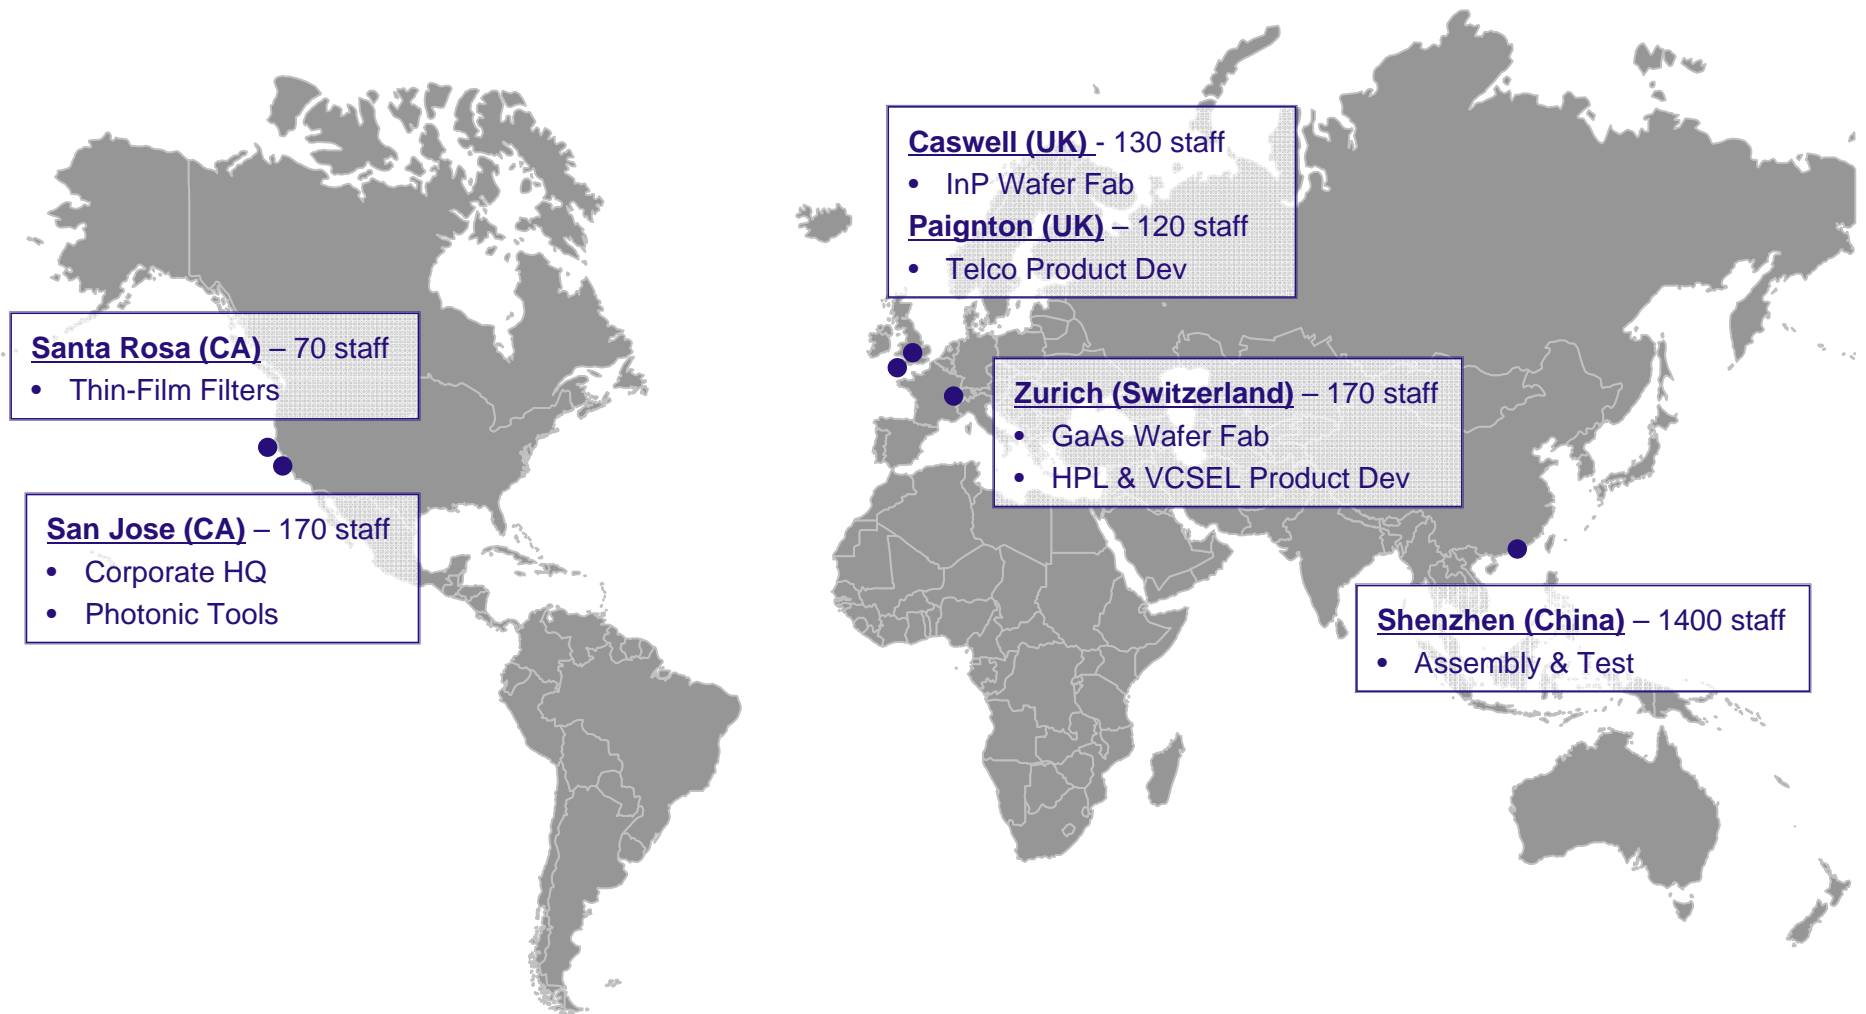 Caswell (UK) - 130 staff
• InP Wafer Fab
Paignton (UK) – 120 staff
• Telco Product Dev
Santa Rosa (CA) – 70 staff
• Thin-Film Filters
Zurich (Switzerland) – 170 staff
• GaAs Wafer Fab
• HPL & VCSEL Product Dev
San Jose (CA) – 170 staff
• Corporate HQ
• Photonic Tools
Shenzhen (China) – 1400 staff
• Assembly & Test